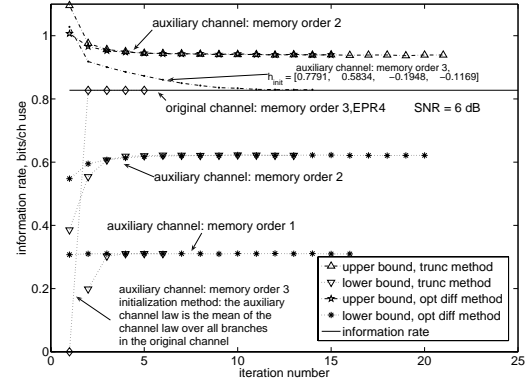 auxiliary channel: memory order 2
auxiliary channel: memory order 3,
h_init = [0.7791, 0.5834, -0.1948, -0.1169]
original channel: memory order 3,EPR4 SNR = 6 dB
auxiliary channel: memory order 2
auxiliary channel: memory order 1
auxiliary channel: memory order 3
initialization method: the auxiliary
channel law is the mean of the
channel law over all branches
in the original channel
upper bound, trunc method
lower bound, trunc method
upper bound, opt diff method
lower bound, opt diff method
information rate
information rate, bits/ch use
1
0.8
0.6
0.4
0.2
0
0 5 10 15 20 25
iteration number